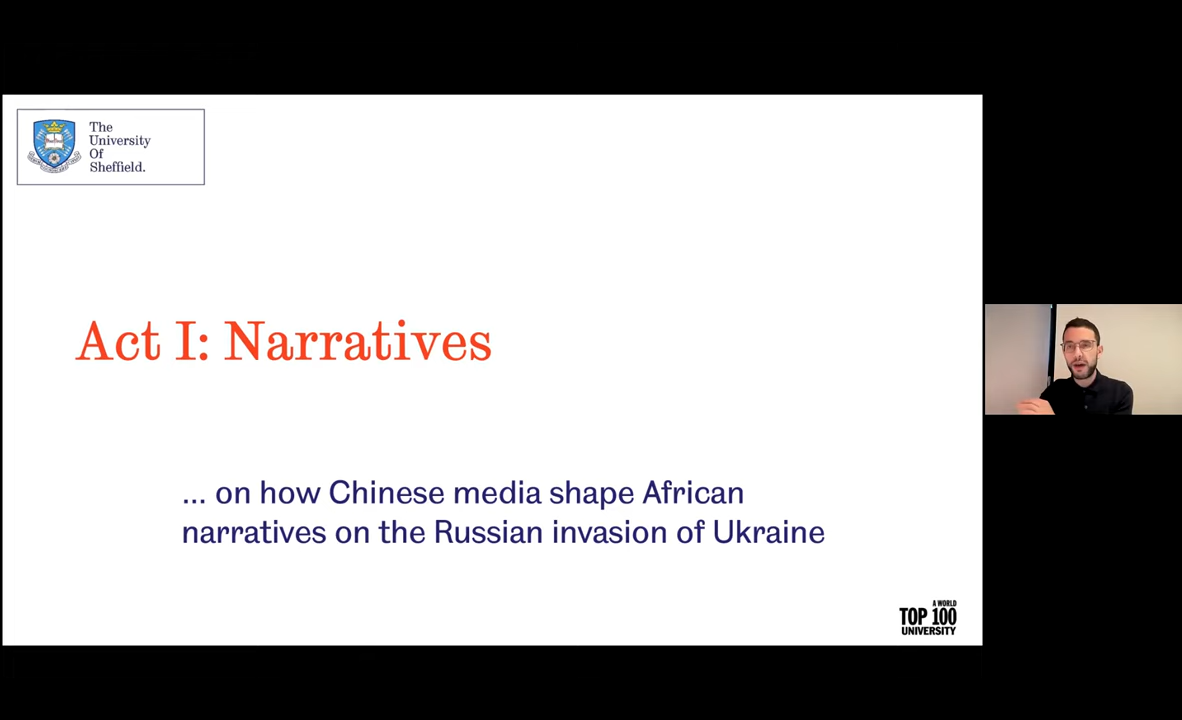 The
University
Of
Sheffield.
Act I: Narratives
... on how Chinese media shape African
narratives on the Russian invasion of Ukraine
A WORLD
TOP 100
UNIVERSITY